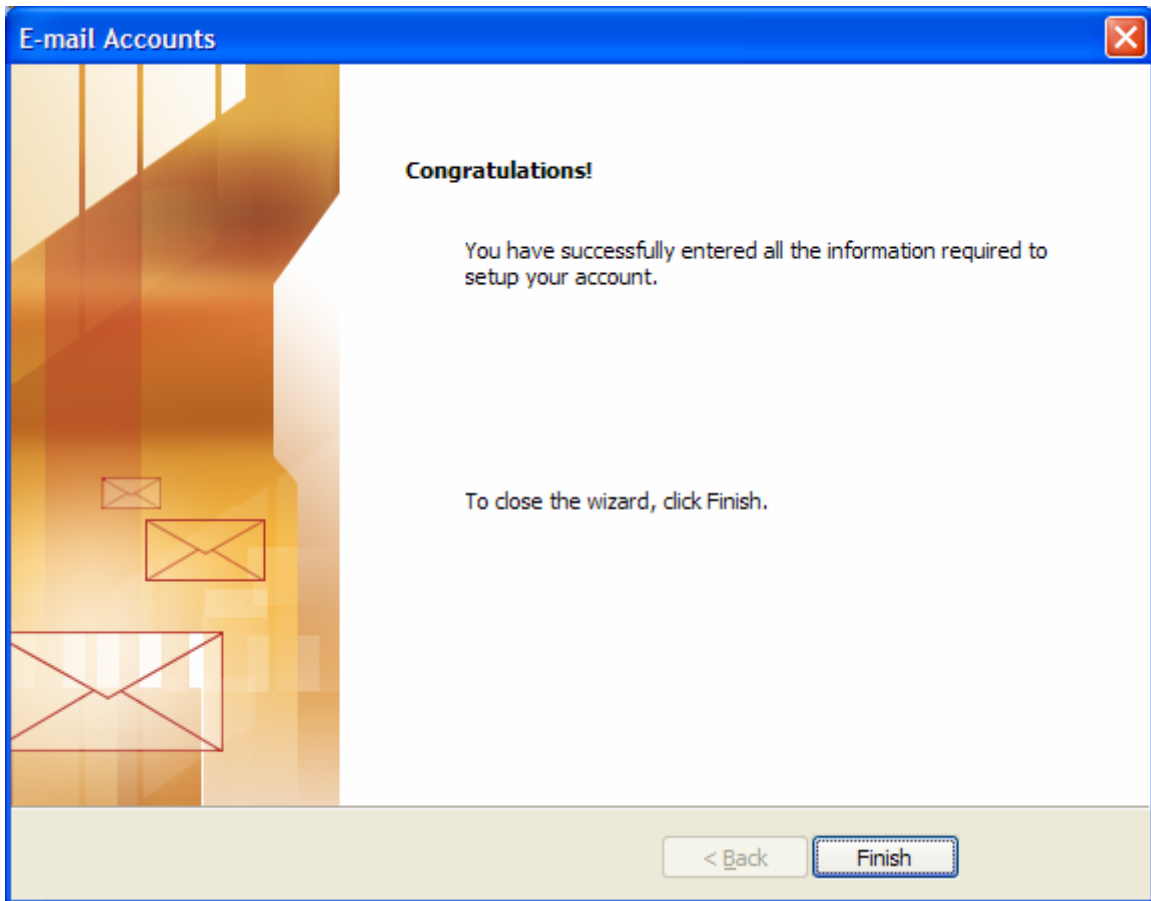 E-mail Accounts
Congratulations!
You have successfully entered all the information required to
setup your account.
To close the wizard, click Finish.
< Back
Finish